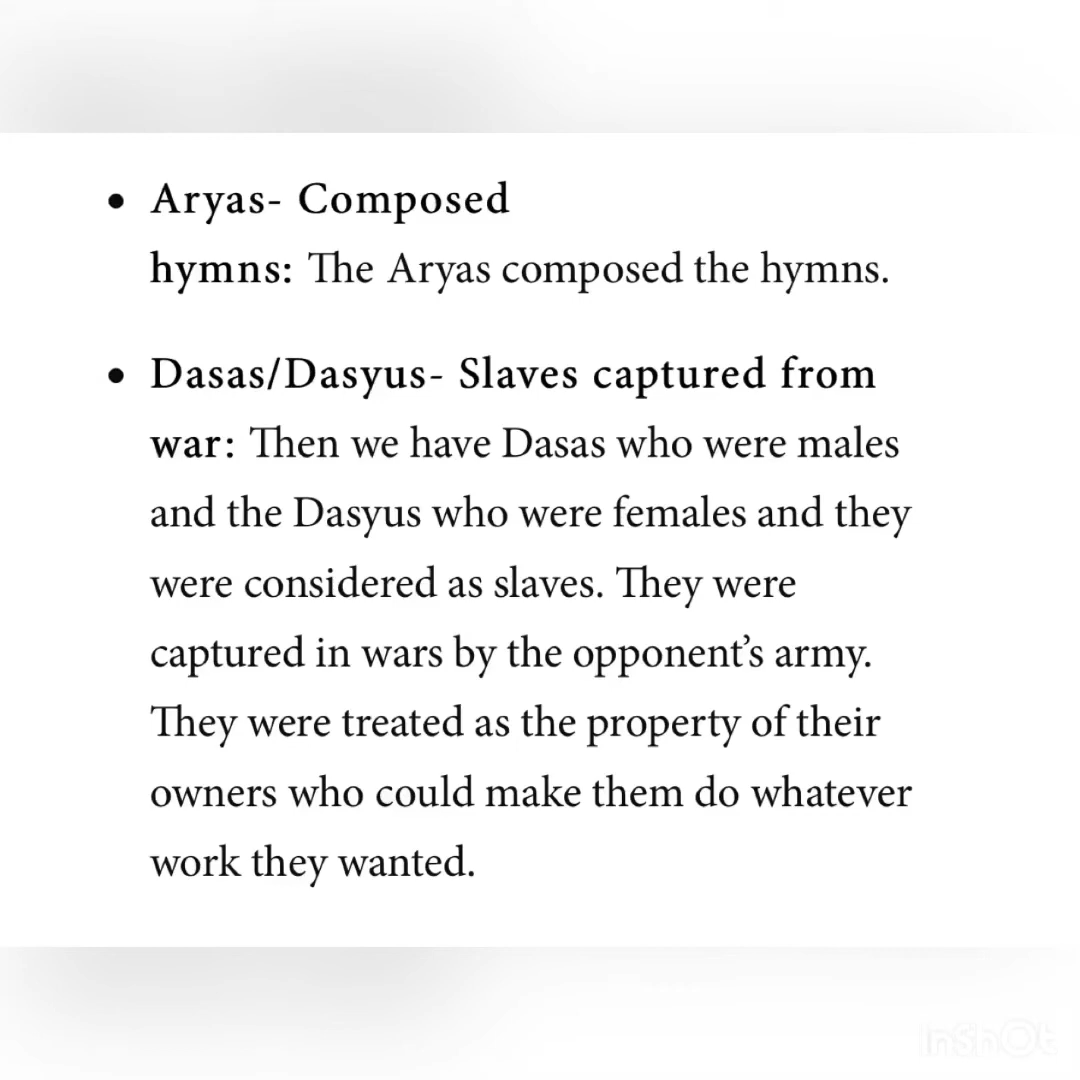 • Aryas- Composed
hymns: The Aryas composed the hymns.
• Dasas/Dasyus- Slaves captured from
war: Then we have Dasas who were males
and the Dasyus who were females and they
were considered as slaves. They were
captured in wars by the opponent’s army.
They were treated as the property of their
owners who could make them do whatever
work they wanted.
InShOt